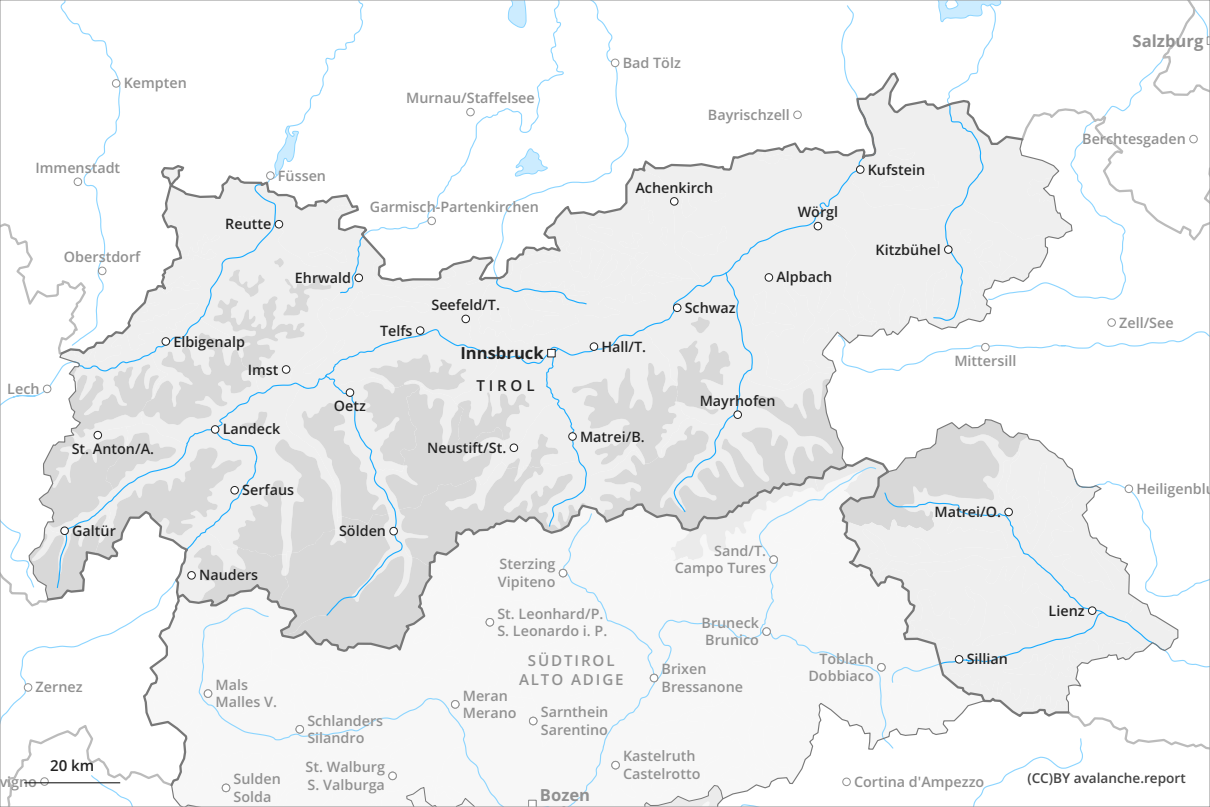 Salzburg
Bad Tölz
Kempten
Murnau/Staffelsee
Bayrischzell
Berchtesgaden
Immenstadt
Füssen
Kufstein
Achenkirch
Garmisch-Partenkirchen
Wörgl
Reutte
Kitzbühel
Oberstdorf
Ehrwald
Alpbach
Seefeld/T.
Schwaz
Telfs
Zell/See
Elbigenalp
Innsbruck
Hall/T.
Mittersill
Imst
TIROL
Lech
Oetz
Mayrhofen
Landeck
Matrei/B.
St. Anton/A.
Neustift/St.
Serfaus
Heiligenblu
Matrei/O.
Galtür
Sölden
Sand/T.
Campo Tures
Sterzing
Vipiteno
Nauders
Lienz
St. Leonhard/P.
S. Leonardo i. P.
Bruneck
Brunico
SÜDTIROL
ALTO ADIGE
Toblach
Dobbiaco
Sillian
Brixen
Bressanone
Zernez
Mals
Malles V.
Meran
Merano
Sarnthein
Sarentino
Schlanders
Silandro
Kastelruth
Castelrotto
20 km
St. Walburg
S. Valburga
vigno
Sulden
Solda
Cortina d'Ampezzo
(CC)BY avalanche.report
Bozen